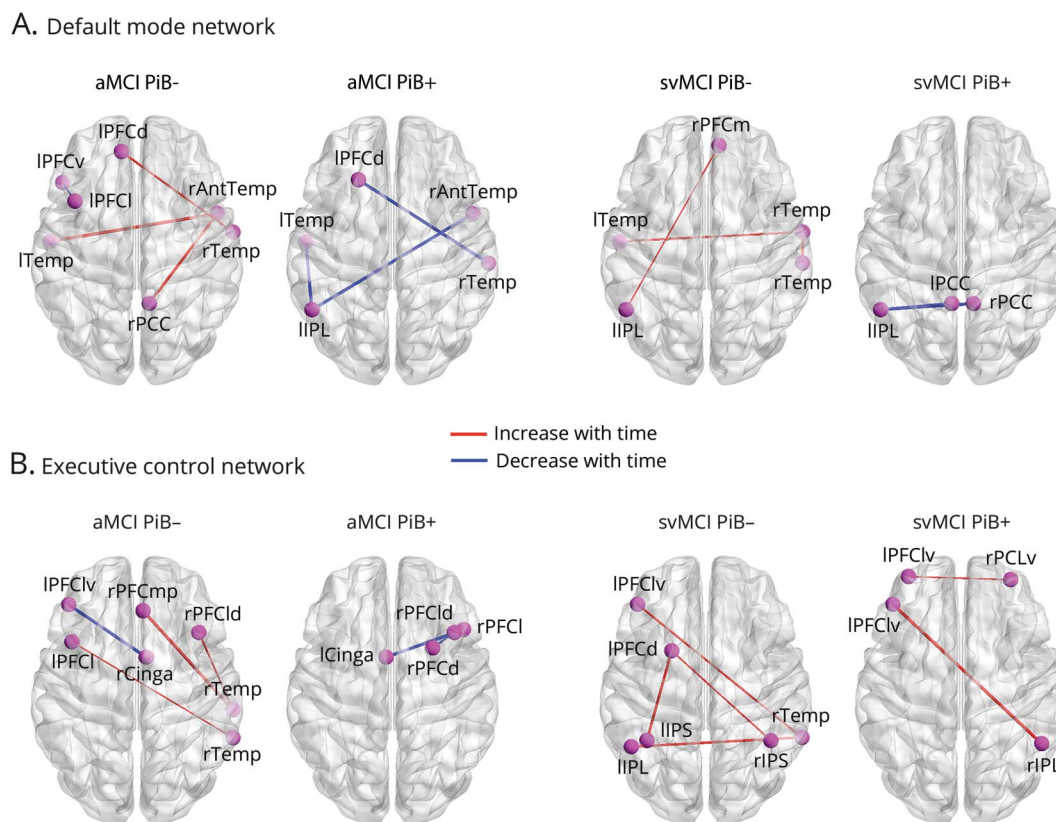 A. Default mode network
aMCI PiB-
aMCI PiB+
svMCI PiB-
svMCI PiB+
lPFCd
lPFCv
lPFCl
rAntTemp
lTemp
rTemp
rPCC
lPFCd
rAntTemp
lTemp
rTemp
lIPL
rPFCm
lTemp
rTemp
rTemp
lIPL
lPCC
rPCC
lIPL
Increase with time
Decrease with time
B. Executive control network
aMCI PiB–
aMCI PiB+
svMCI PiB–
svMCI PiB+
lPFClv
rPFCmp
rPFCld
lPFCl
rCinga
rTemp
rTemp
rPFCld
rPFCl
lCinga
rPFCd
lPFClv
lPFCd
rTemp
lIPS
lIPL
rIPS
lPFClv
rPCLv
lPFClv
rIPL